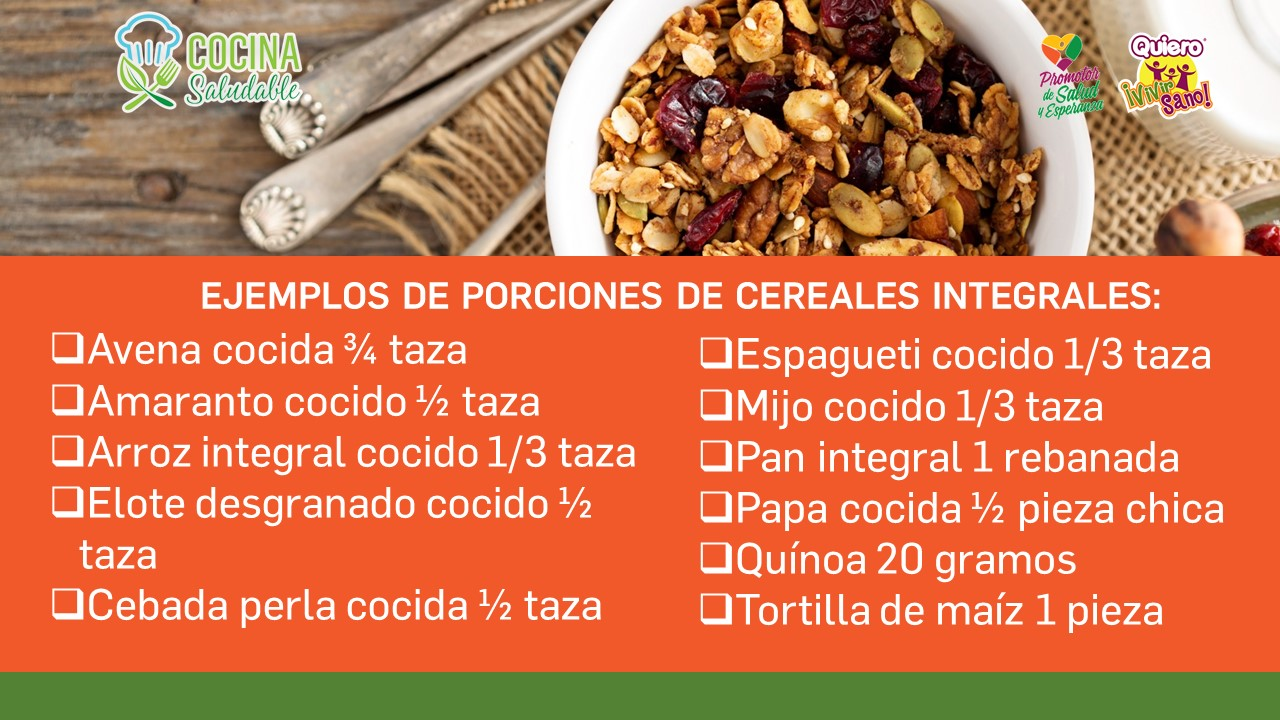 COCINA
Saludable
Promotor
de Salud
y Esperanza
Quiero
¡Vivir
Sano!
EJEMPLOS DE PORCIONES DE CEREALES INTEGRALES:
❑Avena cocida ¾ taza
❑Amaranto cocido ½ taza
❑Arroz integral cocido 1/3 taza
❑Elote desgranado cocido ½
taza
❑Cebada perla cocida ½ taza
❑Espagueti cocido 1/3 taza
❑Mijo cocido 1/3 taza
❑Pan integral 1 rebanada
❑Papa cocida ½ pieza chica
❑Quínoa 20 gramos
❑Tortilla de maíz 1 pieza